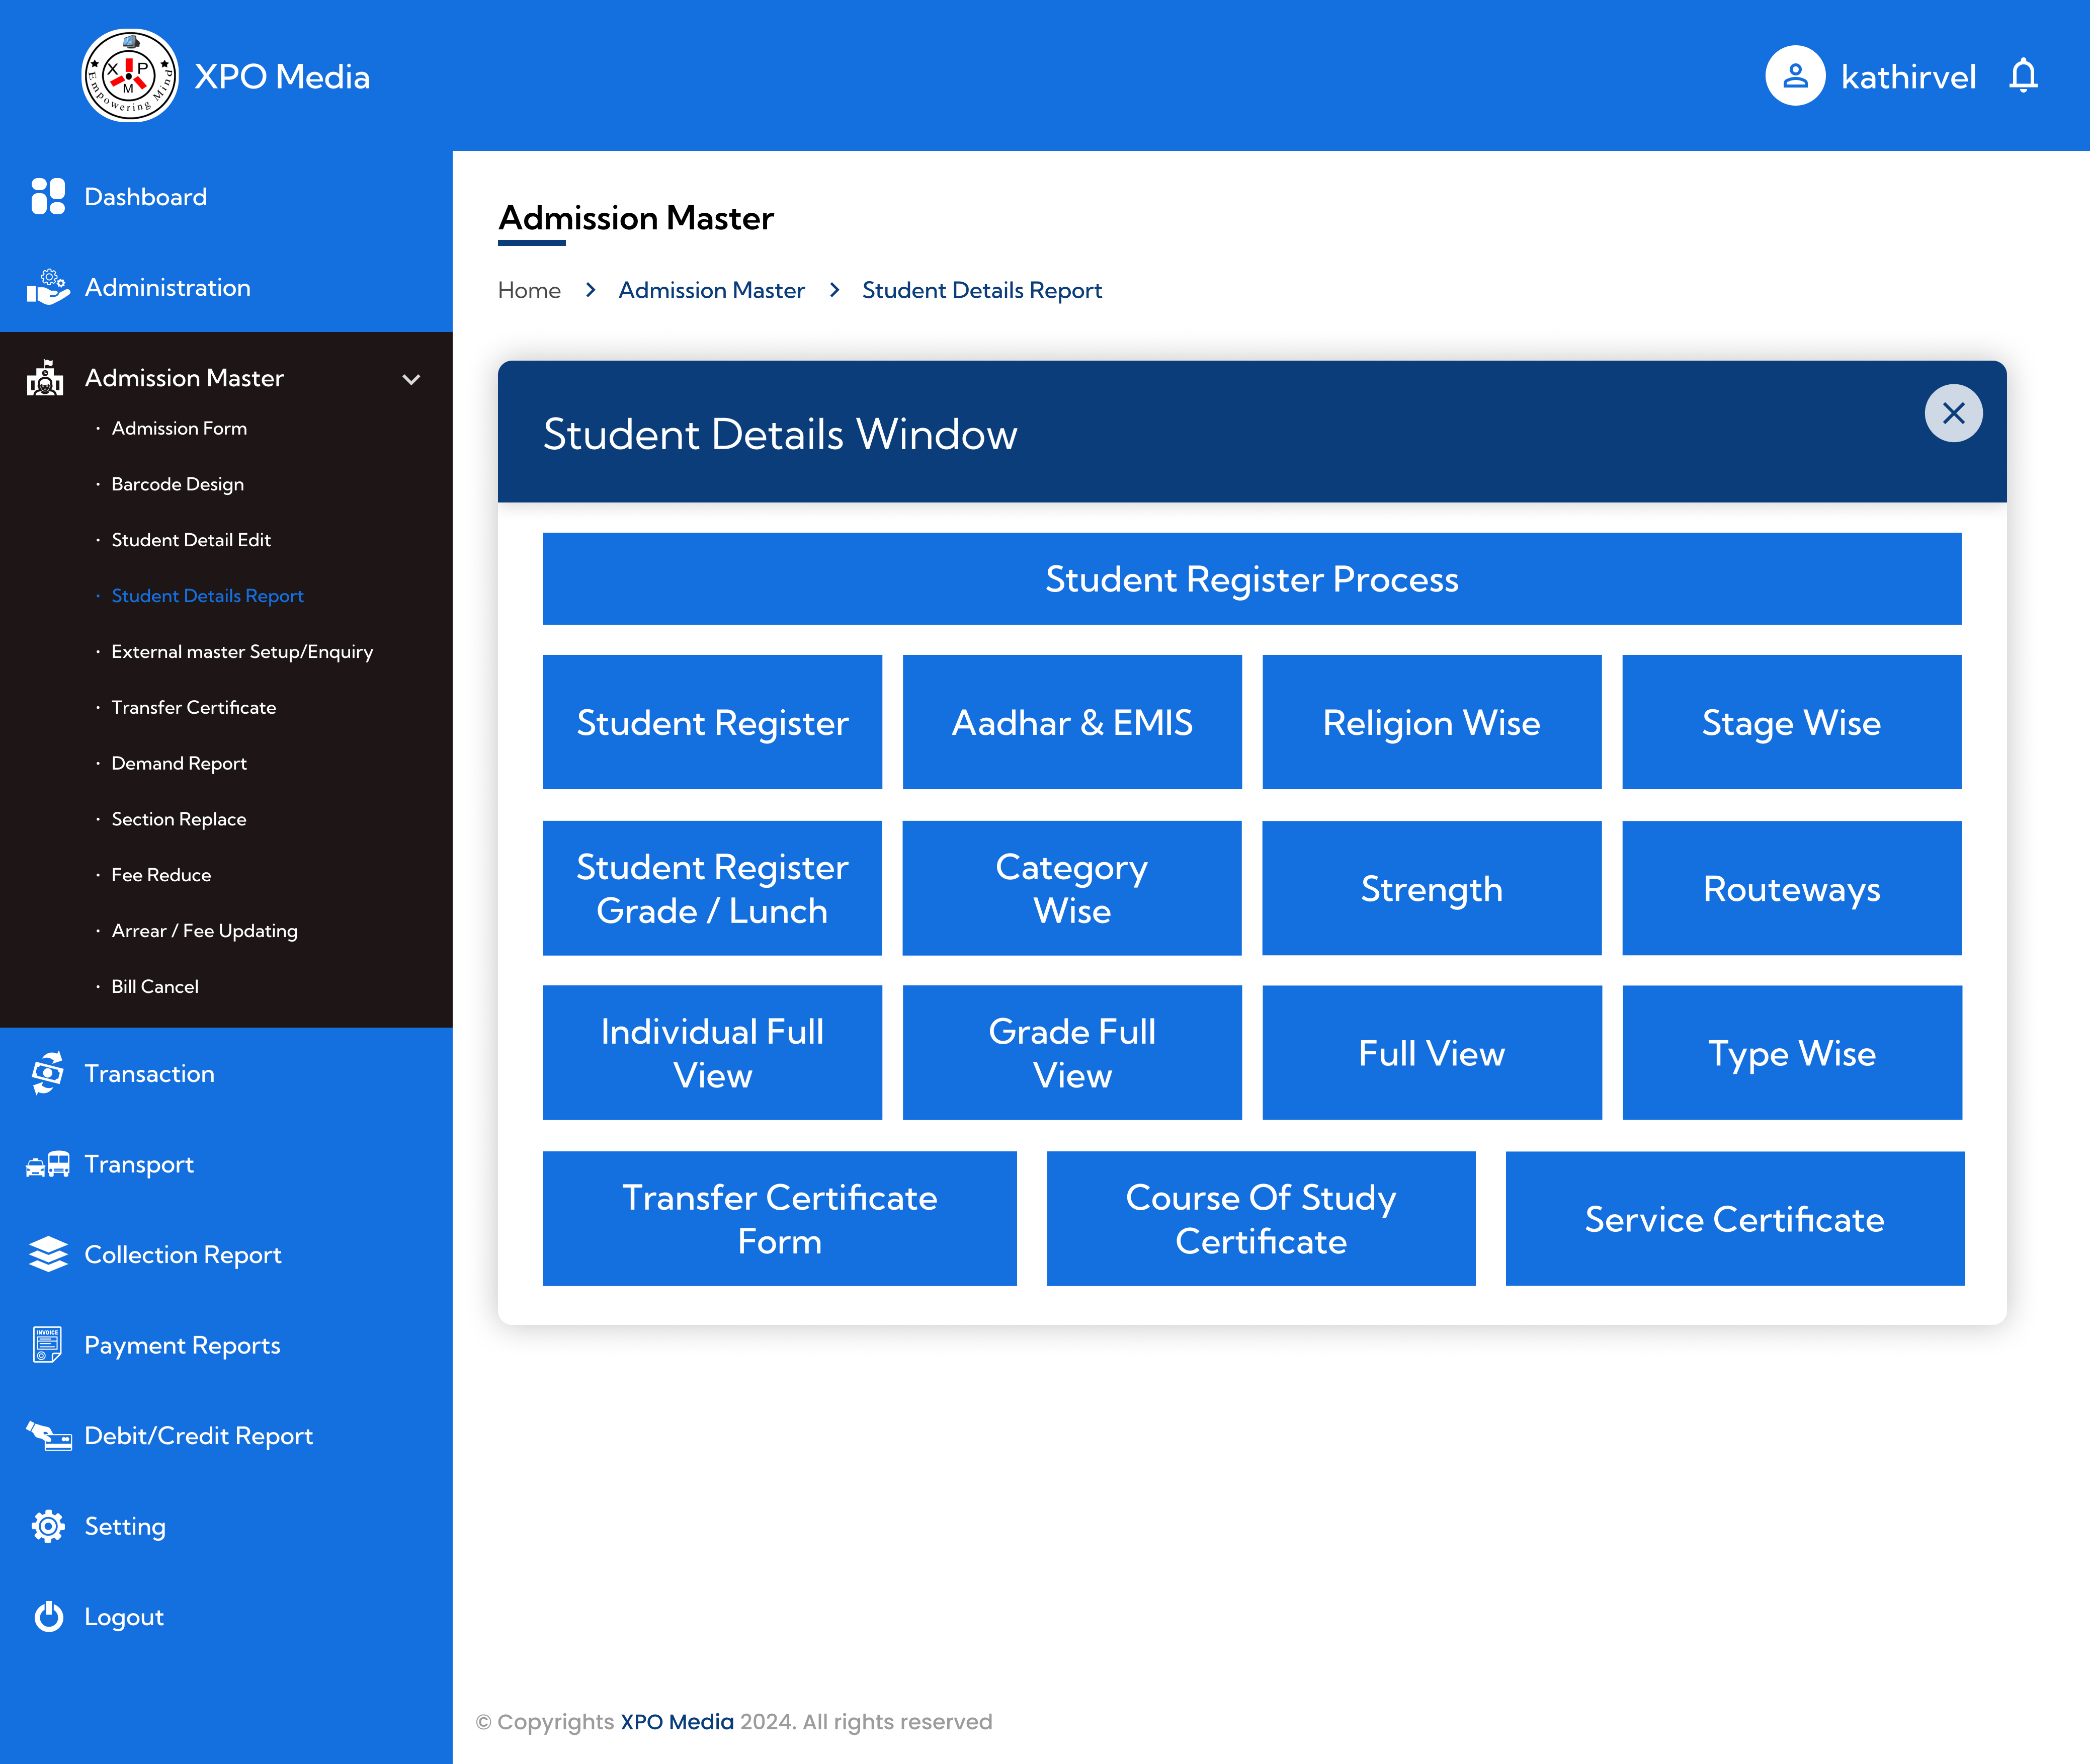 X P M
Empowering Mind
XPO Media
kathirvel
Dashboard
Administration
Admission Master
· Admission Form
· Barcode Design
· Student Detail Edit
· Student Details Report
· External master Setup/Enquiry
· Transfer Certificate
· Demand Report
· Section Replace
· Fee Reduce
· Arrear / Fee Updating
· Bill Cancel
Transaction
Transport
Collection Report
INVOICE
Payment Reports
Debit/Credit Report
Setting
Logout
Admission Master
Home > Admission Master > Student Details Report
Student Details Window
Student Register Process
Student Register
Aadhar & EMIS
Religion Wise
Stage Wise
Student Register
Grade / Lunch
Category
Wise
Strength
Routeways
Individual Full
View
Grade Full
View
Full View
Type Wise
Transfer Certificate
Form
Course Of Study
Certificate
Service Certificate
© Copyrights XPO Media 2024. All rights reserved